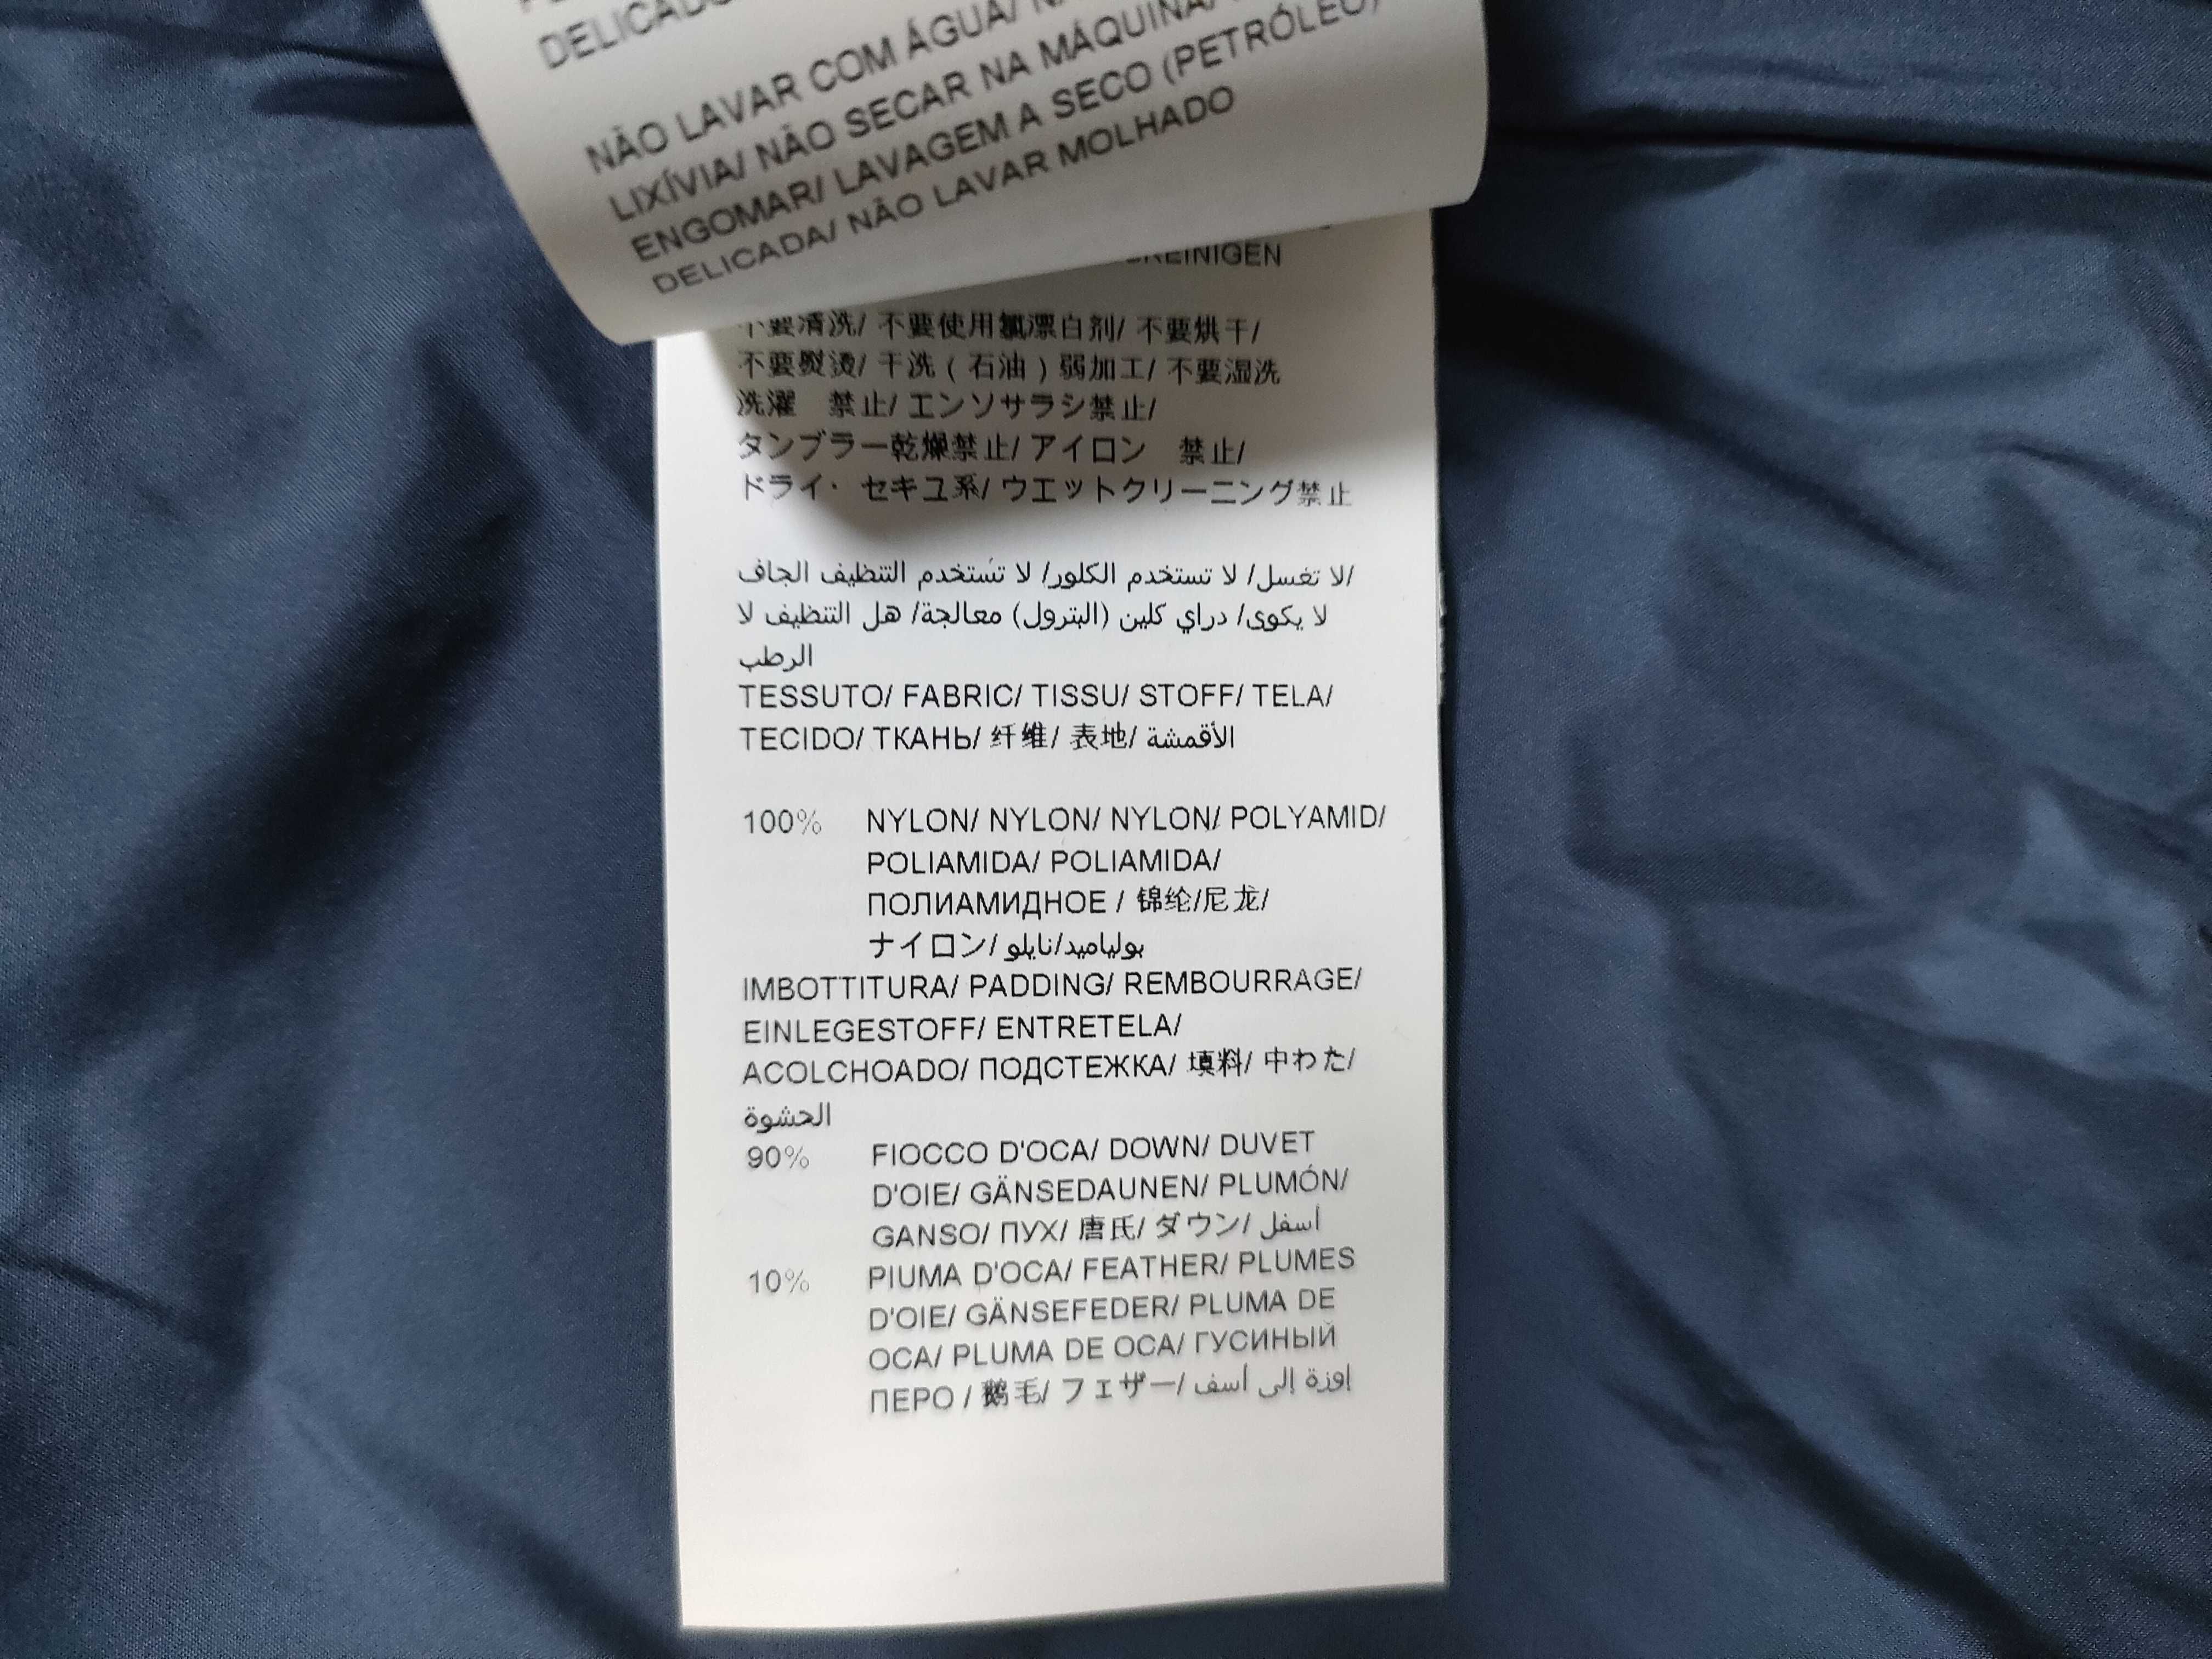 DELICADO
NÃO LAVAR COM ÁGUA/
LIXÍVIA/ NÃO SECAR NA MÁQUINA/
ENGOMAR/ LAVAGEM A SECO (PETRÓLEO)
DELICADA/ NÃO LAVAR MOLHADO
不要清洗/ 不要使用氯漂白剂/ 不要烘干/
不要熨烫/ 干洗 ( 石油 ) 弱加工/ 不要湿洗
洗濯　禁止/ エンソサラシ禁止/
タンブラー乾燥禁止/ アイロン　禁止/
ドライ・ セキユ系/ ウエットクリーニング禁止
لا تغسل/ لا تستخدم الكلور/ لا تستخدم التنظيف الجاف/
لا يكوى/ دراي كلين (البترول) معالجة/ هل التنظيف لا
الرطب
TESSUTO/ FABRIC/ TISSU/ STOFF/ TELA/
TECIDO/ ТКАНЬ/ 纤维/ 表地/ الأقمشة
100% NYLON/ NYLON/ NYLON/ POLYAMID/
POLIAMIDA/ POLIAMIDA/
ПОЛИАМИДНОЕ / 锦纶/尼龙/
ナイロン/ بولياميد/نايلو
IMBOTTITURA/ PADDING/ REMBOURRAGE/
EINLEGESTOFF/ ENTRETELA/
ACOLCHOADO/ ПОДСТЕЖКА/ 填料/ 中わた/
الحشوة
90% FIOCCO D'OCA/ DOWN/ DUVET
D'OIE/ GÄNSEDAUNEN/ PLUMÓN/
GANSO/ ПУХ/ 唐氏/ ダウン/ أسفل
10% PIUMA D'OCA/ FEATHER/ PLUMES
D'OIE/ GÄNSEFEDER/ PLUMA DE
OCA/ PLUMA DE OCA/ ГУСИНЫЙ
ПЕРО / 鹅毛/ フェザー/ إوزة إلى أسف